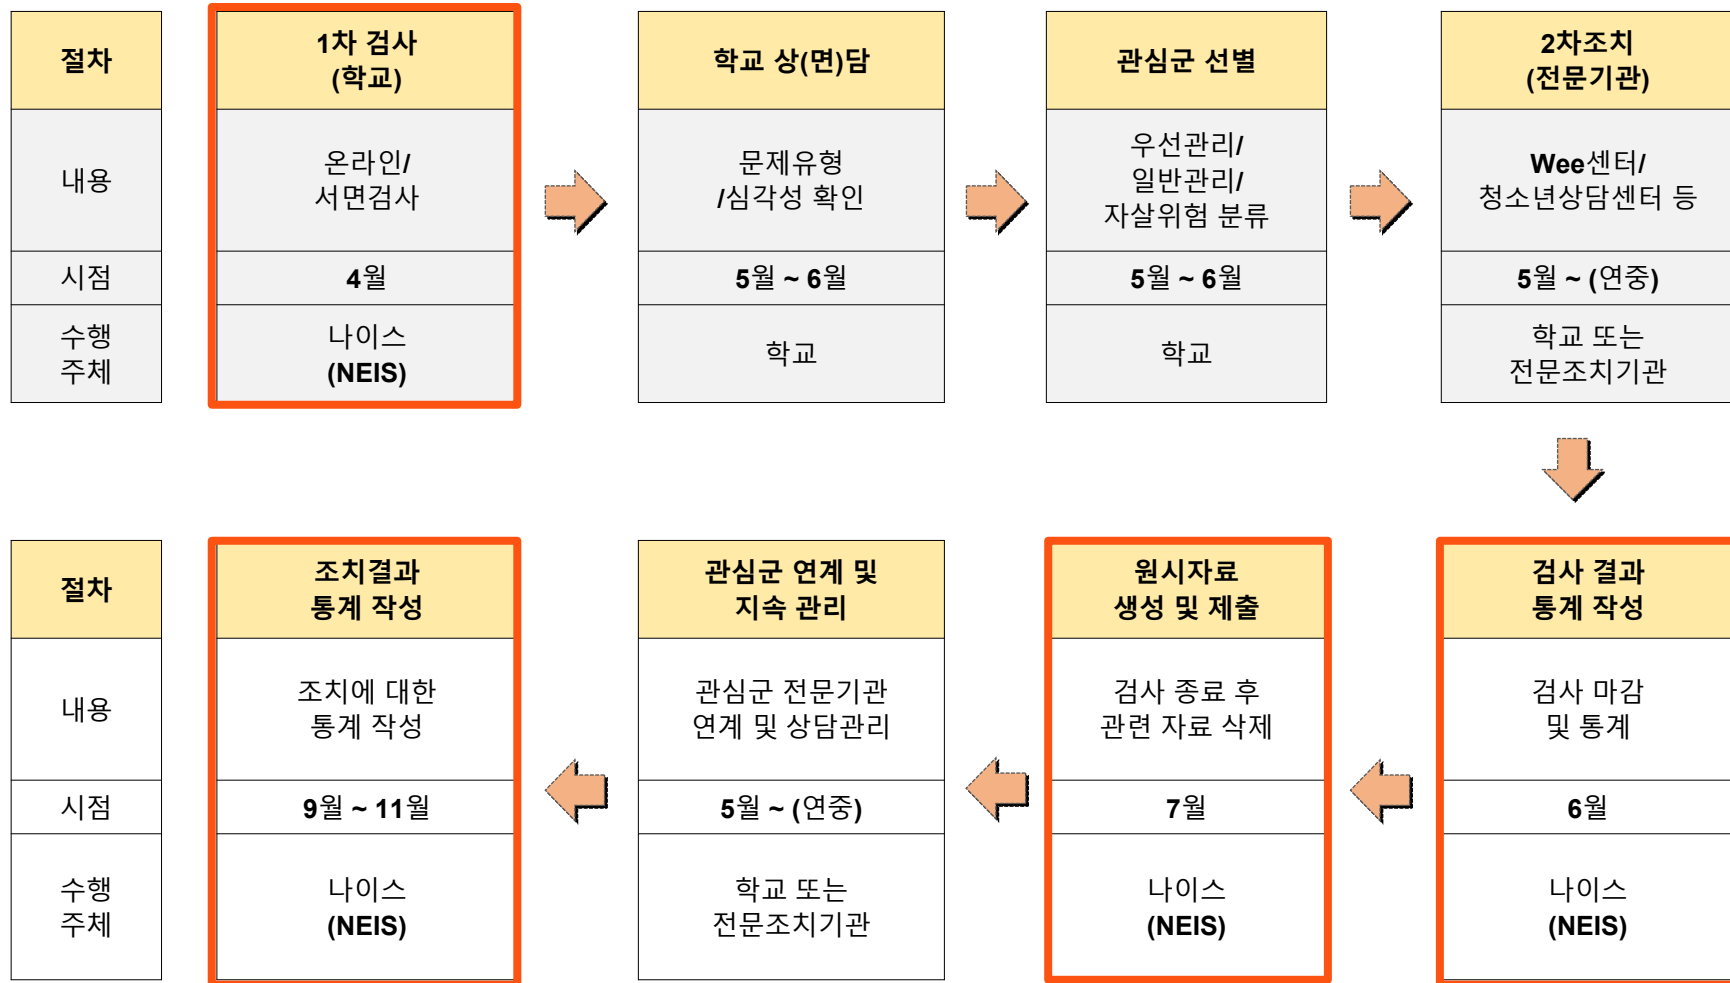 절차
1차 검사
(학교)
학교 상(면)담
관심군 선별
2차조치
(전문기관)
내용
온라인/
서면검사
문제유형
/심각성 확인
우선관리/
일반관리/
자살위험 분류
Wee센터/
청소년상담센터 등
시점
4월
5월 ~ 6월
5월 ~ 6월
5월 ~ (연중)
수행
주체
나이스
(NEIS)
학교
학교
학교 또는
전문조치기관
절차
조치결과
통계 작성
관심군 연계 및
지속 관리
원시자료
생성 및 제출
검사 결과
통계 작성
내용
조치에 대한
통계 작성
관심군 전문기관
연계 및 상담관리
검사 종료 후
관련 자료 삭제
검사 마감
및 통계
시점
9월 ~ 11월
5월 ~ (연중)
7월
6월
수행
주체
나이스
(NEIS)
학교 또는
전문조치기관
나이스
(NEIS)
나이스
(NEIS)